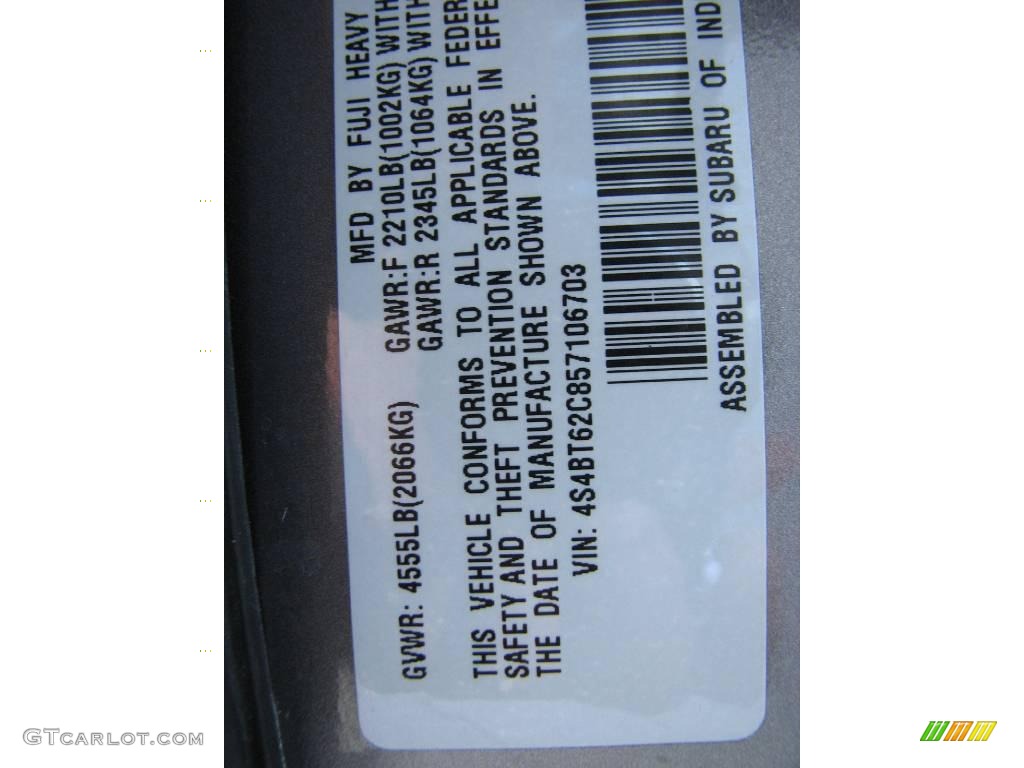 MFD BY FUJI HEAVY
GVWR: 4555LB(2066KG) GAWR:F 2210LB(1002KG) WITH
GAWR:R 2345LB(1064KG) WITH
THIS VEHICLE CONFORMS TO ALL APPLICABLE FEDER
SAFETY AND THEFT PREVENTION STANDARDS IN EFFE
THE DATE OF MANUFACTURE SHOWN ABOVE.
VIN: 4S4BT62C857106703
ASSEMBLED BY SUBARU OF IND
GTCARLOT.COM